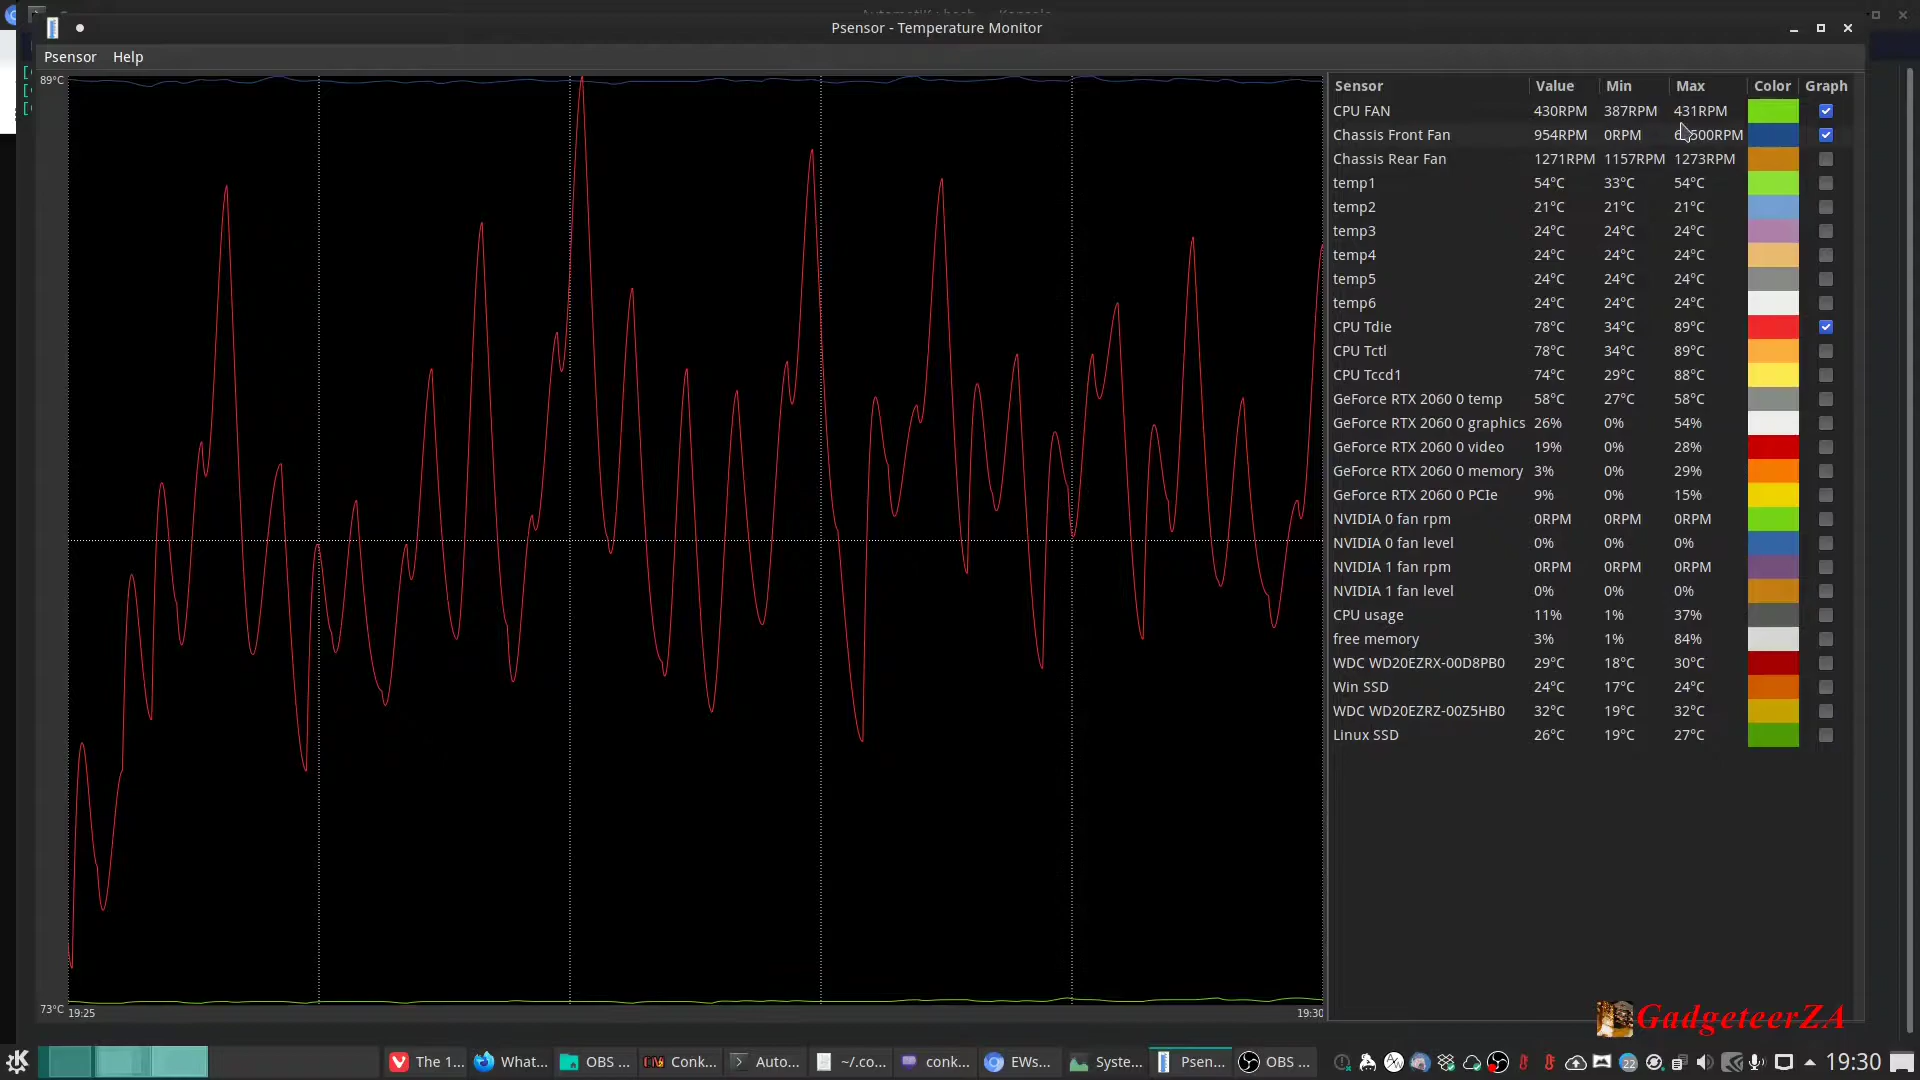 Psensor - Temperature Monitor
Psensor Help
89°C
73°C
19:25
19:30
Sensor Value Min Max Color Graph
CPU FAN 430RPM 387RPM 431RPM
Chassis Front Fan 954RPM 0RPM
Chassis Rear Fan 1271RPM 1157RPM 1273RPM
temp1 54°C 33°C 54°C
temp2 21°C 21°C 21°C
temp3 24°C 24°C 24°C
temp4 24°C 24°C 24°C
temp5 24°C 24°C 24°C
temp6 24°C 24°C 24°C
CPU Tdie 78°C 34°C 89°C
CPU Tctl 78°C 34°C 89°C
CPU Tccd1 74°C 29°C 88°C
GeForce RTX 2060 0 temp 58°C 27°C 58°C
GeForce RTX 2060 0 graphics 26% 0% 54%
GeForce RTX 2060 0 video 19% 0% 28%
GeForce RTX 2060 0 memory 3% 0% 29%
GeForce RTX 2060 0 PCIe 9% 0% 15%
NVIDIA 0 fan rpm 0RPM 0RPM 0RPM
NVIDIA 0 fan level 0% 0% 0%
NVIDIA 1 fan rpm 0RPM 0RPM 0RPM
NVIDIA 1 fan level 0% 0% 0%
CPU usage 11% 1% 37%
free memory 3% 1% 84%
WDC WD20EZRX-00D8PB0 29°C 18°C 30°C
Win SSD 24°C 17°C 24°C
WDC WD20EZRZ-00Z5HB0 32°C 19°C 32°C
Linux SSD 26°C 19°C 27°C
GadgeteerZA
The 1... What... OBS ... Conk... Auto... ~/.co... conk... EWs... Syste... Psen... OBS ... 22 19:30